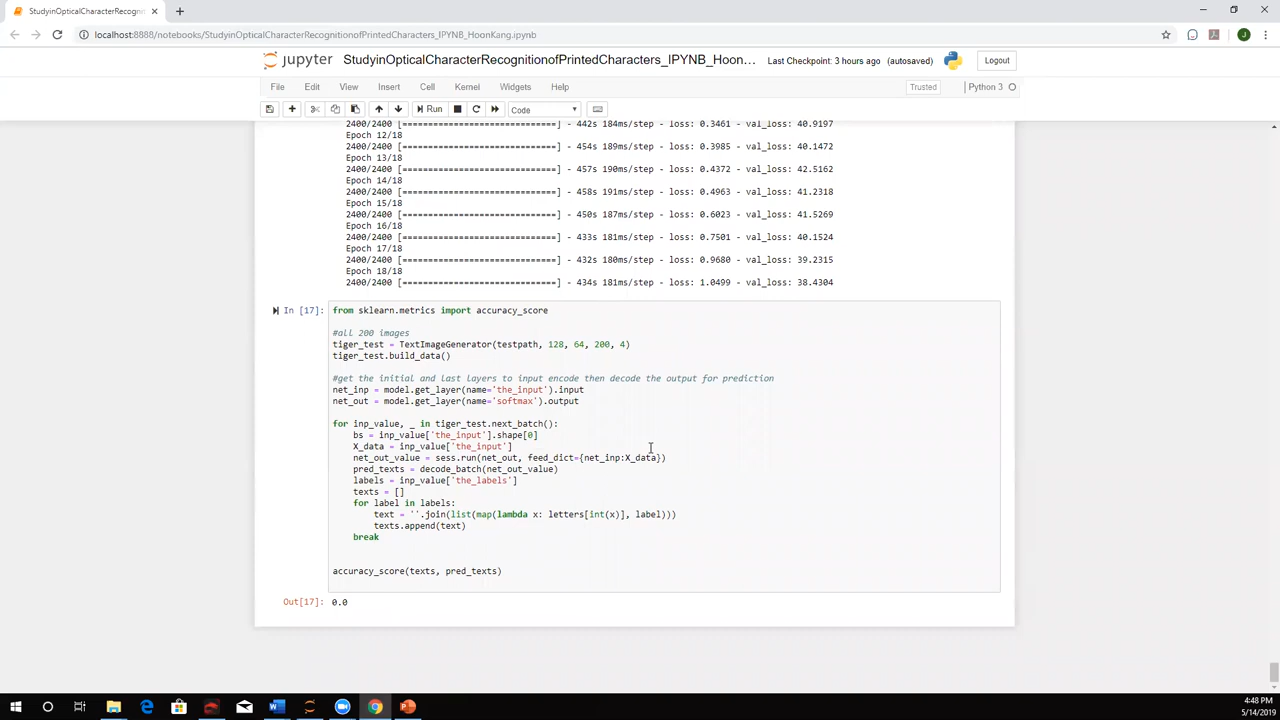 StudyinOpticalCharacterRecognitio
localhost:8888/notebooks/StudyinOpticalCharacterRecognitionofPrintedCharacters_IPYNB_HoonKang.ipynb
J
jupyter StudyinOpticalCharacterRecognitionofPrintedCharacters_IPYNB_HoonK... Last Checkpoint: 3 hours ago (autosaved) Logout
File Edit View Insert Cell Kernel Widgets Help Trusted Python 3
Run Code
2400/2400 [==============================] - 442s 184ms/step - loss: 0.3461 - val_loss: 40.9197
Epoch 12/18
2400/2400 [==============================] - 454s 189ms/step - loss: 0.3985 - val_loss: 40.1472
Epoch 13/18
2400/2400 [==============================] - 457s 190ms/step - loss: 0.4372 - val_loss: 42.5162
Epoch 14/18
2400/2400 [==============================] - 458s 191ms/step - loss: 0.4963 - val_loss: 41.2318
Epoch 15/18
2400/2400 [==============================] - 450s 187ms/step - loss: 0.6023 - val_loss: 41.5269
Epoch 16/18
2400/2400 [==============================] - 433s 181ms/step - loss: 0.7501 - val_loss: 40.1524
Epoch 17/18
2400/2400 [==============================] - 432s 180ms/step - loss: 0.9680 - val_loss: 39.2315
Epoch 18/18
2400/2400 [==============================] - 434s 181ms/step - loss: 1.0499 - val_loss: 38.4304
In [17]: from sklearn.metrics import accuracy_score
#all 200 images
tiger_test = TextImageGenerator(testpath, 128, 64, 200, 4)
tiger_test.build_data()
#get the initial and last layers to input encode then decode the output for prediction
net_inp = model.get_layer(name='the_input').input
net_out = model.get_layer(name='softmax').output
for inp_value, _ in tiger_test.next_batch():
bs = inp_value['the_input'].shape[0]
X_data = inp_value['the_input']
net_out_value = sess.run(net_out, feed_dict={net_inp:X_data})
pred_texts = decode_batch(net_out_value)
labels = inp_value['the_labels']
texts = []
for label in labels:
text = ''.join(list(map(lambda x: letters[int(x)], label)))
texts.append(text)
break
accuracy_score(texts, pred_texts)
Out[17]: 0.0
4:48 PM
5/14/2019